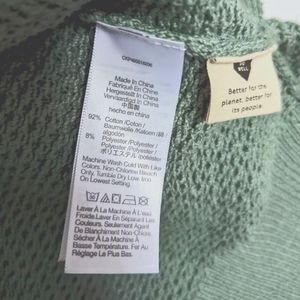 Made In China
Fabriqué En Chine
Hergestellt In China
Vervaardigd In China
中国製
92% Cotton /Coton /
Baumwolle /Katoen / 綿
algodón
8% Polyester /Polyester /
Polyester /Polyester /
ポリエステル /poliéster
Machine Wash Cold With Like
Colors. Non-Chlorine Bleach
Only. Tumble Dry Low. Iron
On Lowest Setting.
Laver À La Machine À L'eau
Froide. Laver En Séparant Les
Couleurs. Seulement Agent
De Blanchiment Non-Chloré.
Sécher À La Machine À
Basse Température. Fer Au
Réglage Le Plus Bas.
DO
WELL
Better for the
planet, better for
its people